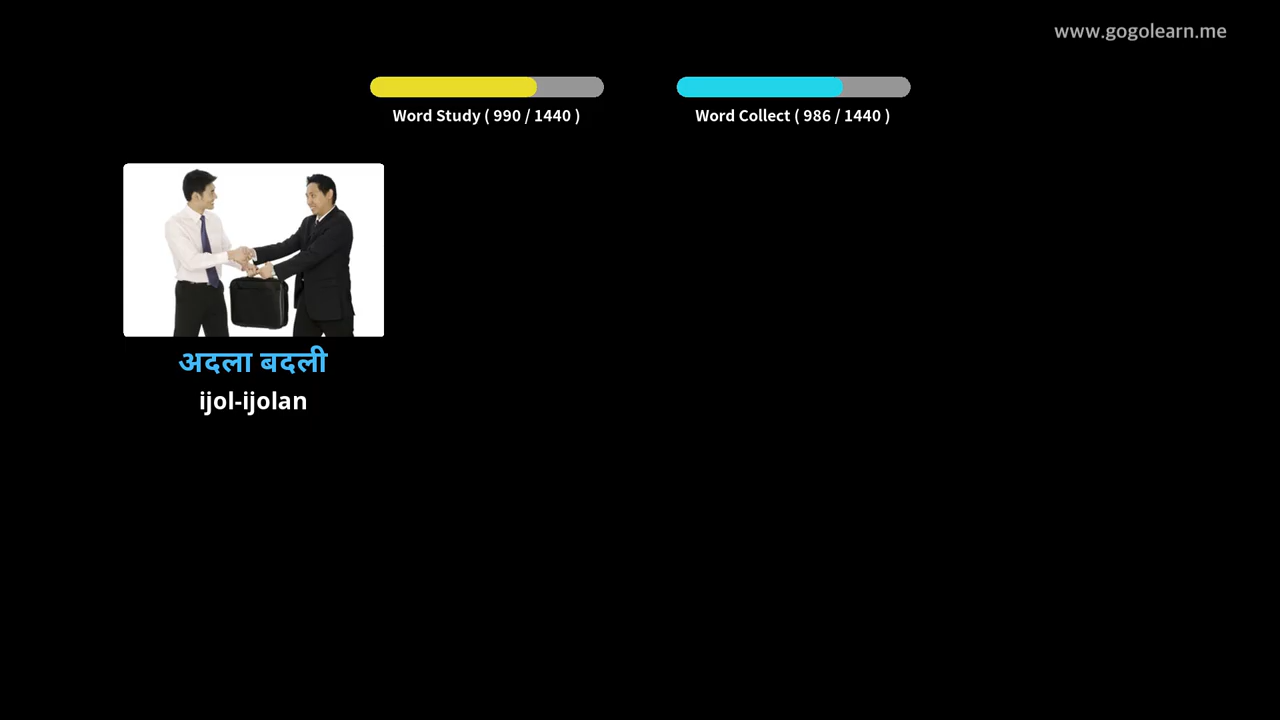 www.gogolearn.me
Word Study ( 990 / 1440 )
Word Collect ( 986 / 1440 )
अदला बदली
ijol-ijolan